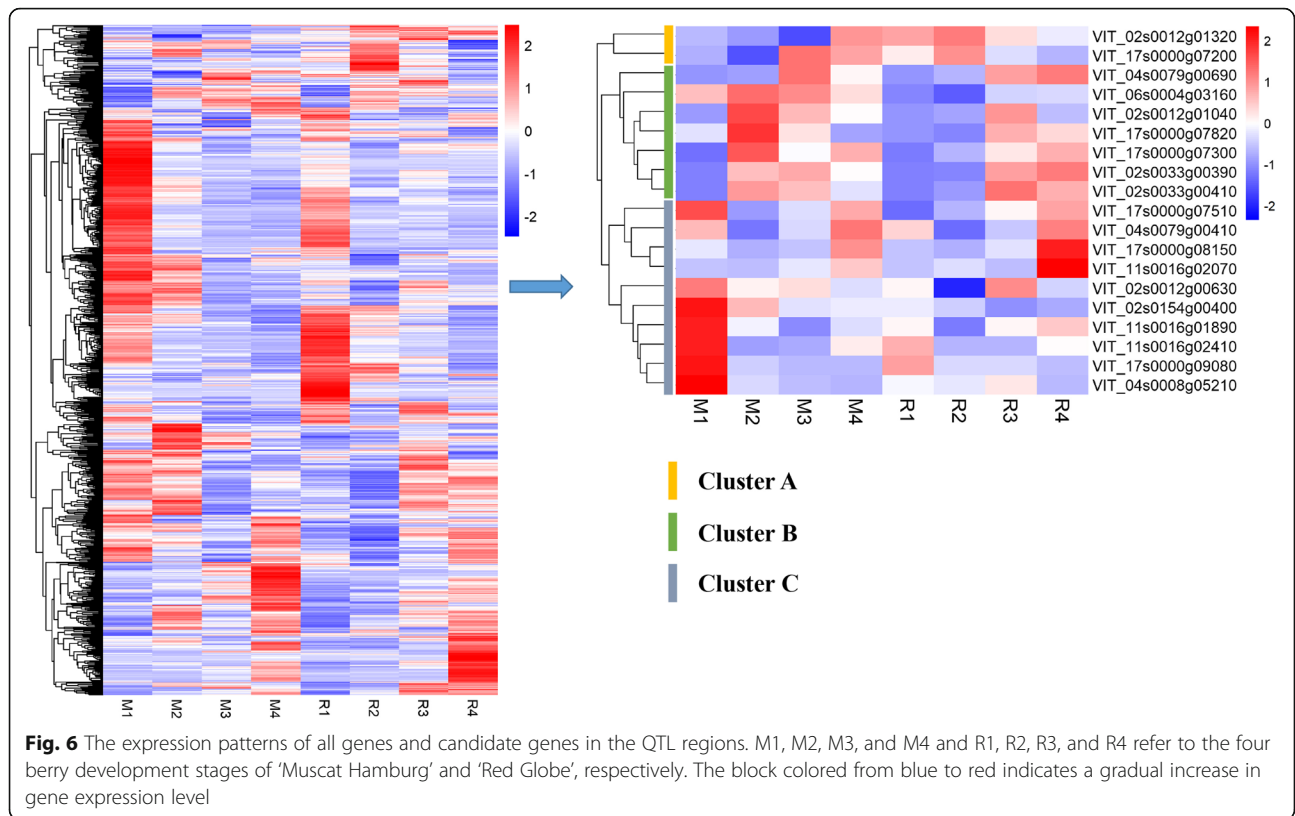 2
1
0
-1
-2
M1
M2
M3
M4
R1
R2
R3
R4
2
1
0
-1
-2
VIT_02s0012g01320
VIT_17s0000g07200
VIT_04s0079g00690
VIT_06s0004g03160
VIT_02s0012g01040
VIT_17s0000g07820
VIT_17s0000g07300
VIT_02s0033g00390
VIT_02s0033g00410
VIT_17s0000g07510
VIT_04s0079g00410
VIT_17s0000g08150
VIT_11s0016g02070
VIT_02s0012g00630
VIT_02s0154g00400
VIT_11s0016g01890
VIT_11s0016g02410
VIT_17s0000g09080
VIT_04s0008g05210
M1
M2
M3
M4
R1
R2
R3
R4
Cluster A
Cluster B
Cluster C
Fig. 6 The expression patterns of all genes and candidate genes in the QTL regions. M1, M2, M3, and M4 and R1, R2, R3, and R4 refer to the four
berry development stages of ‘Muscat Hamburg’ and ‘Red Globe’, respectively. The block colored from blue to red indicates a gradual increase in
gene expression level